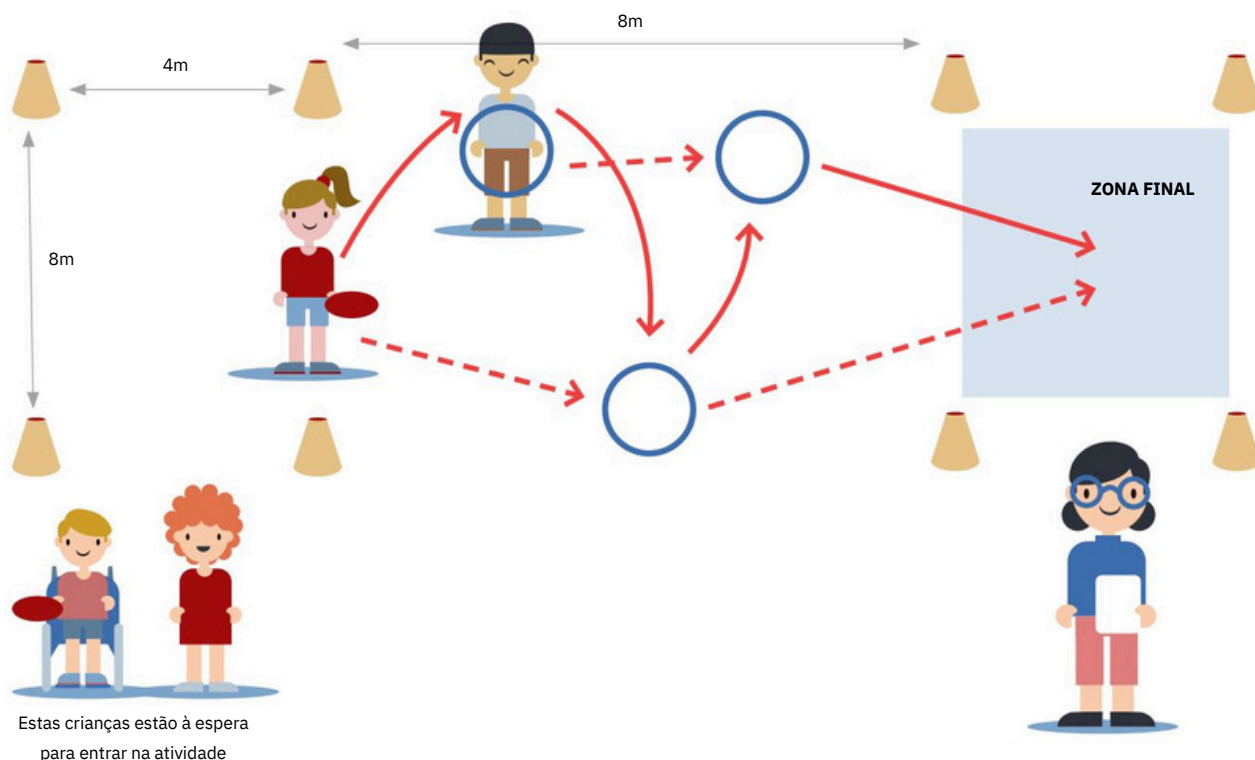 8m
4m
ZONA FINAL
8m
Estas crianças estão à espera
para entrar na atividade